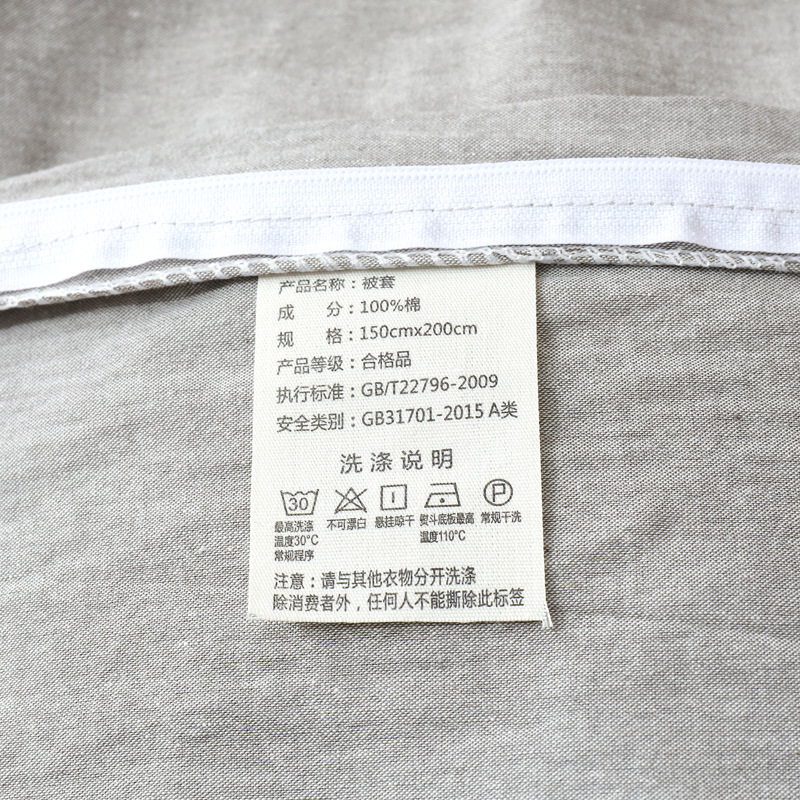 产品名称：被套
成 分：100%棉
规 格：150cmx200cm
产品等级：合格品
执行标准：GB/T22796-2009
安全类别：GB31701-2015 A类
洗涤说明
30 P
最高洗涤温度30°C常规程序 不可漂白 悬挂晾干 熨斗底板最高温度110°C 常规干洗
注意：请与其他衣物分开洗涤
除消费者外，任何人不能撕除此标签